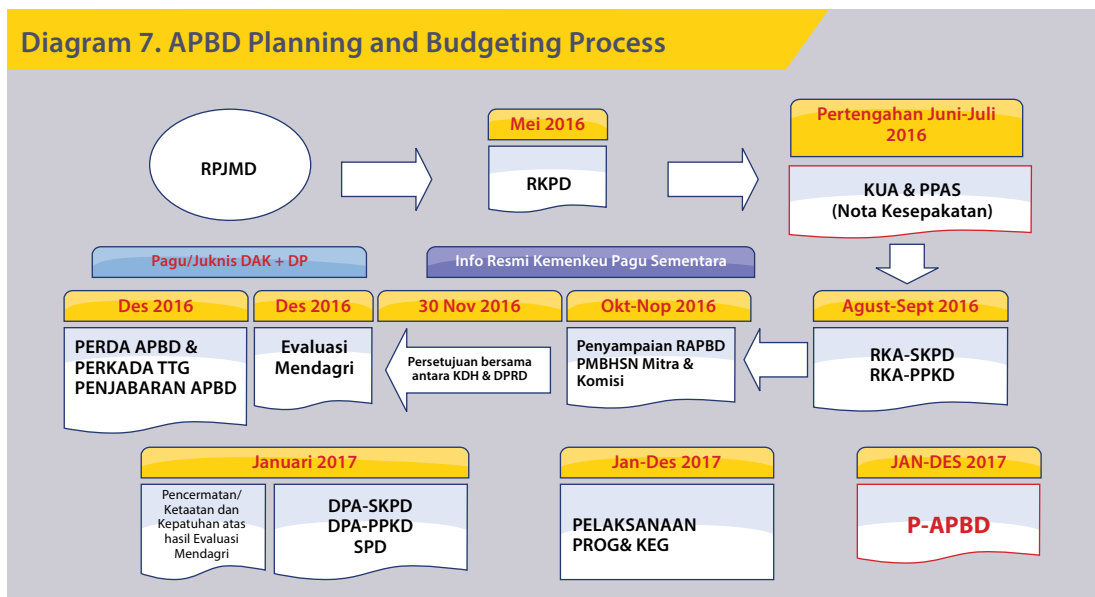 Diagram 7. APBD Planning and Budgeting Process
RPJMD
Mei 2016
RKPD
Pertengahan Juni-Juli
2016
KUA & PPAS
(Nota Kesepakatan)
Pagu/Juknis DAK + DP
Info Resmi Kemenkeu Pagu Sementara
Des 2016
PERDA APBD &
PERKADA TTG
PENJABARAN APBD
Des 2016
Evaluasi
Mendagri
30 Nov 2016
Persetujuan bersama
antara KDH & DPRD
Okt-Nop 2016
Penyampaian RAPBD
PMBHSN Mitra &
Komisi
Agust-Sept 2016
RKA-SKPD
RKA-PPKD
Januari 2017
Pencermatan/
Ketaatan dan
Kepatuhan atas
hasil Evaluasi
Mendagri
DPA-SKPD
DPA-PPKD
SPD
Jan-Des 2017
PELAKSANAAN
PROG& KEG
JAN-DES 2017
P-APBD